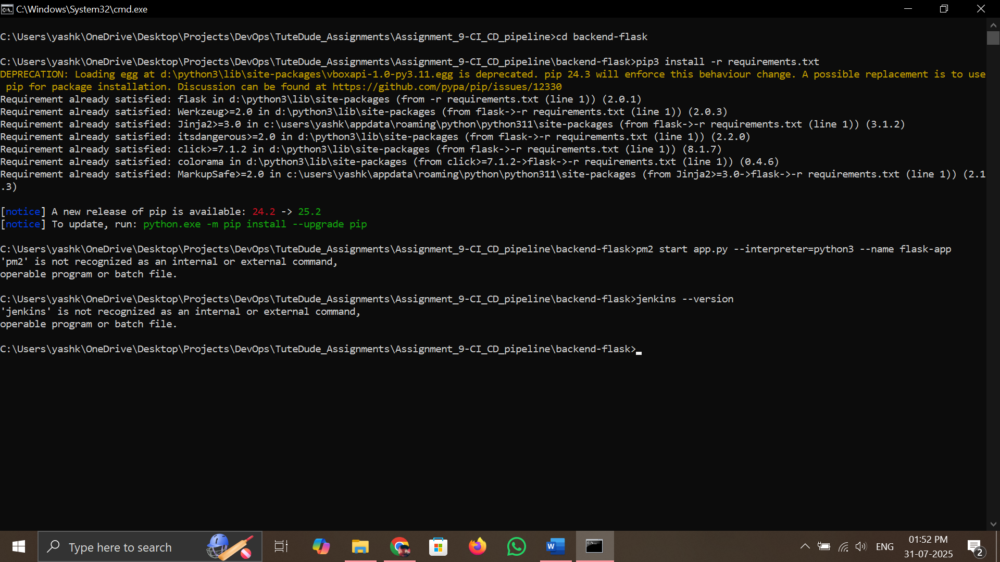 C:\Windows\System32\cmd.exe
C:\Users\yashk\OneDrive\Desktop\Projects\DevOps\TuteDude_Assignments\Assignment_9-CI_CD_pipeline>cd backend-flask
C:\Users\yashk\OneDrive\Desktop\Projects\DevOps\TuteDude_Assignments\Assignment_9-CI_CD_pipeline\backend-flask>pip3 install -r requirements.txt
DEPRECATION: Loading egg at d:\python3\lib\site-packages\vboxapi-1.0-py3.11.egg is deprecated. pip 24.3 will enforce this behaviour change. A possible replacement is to use
pip for package installation. Discussion can be found at https://github.com/pypa/pip/issues/12330
Requirement already satisfied: flask in d:\python3\lib\site-packages (from -r requirements.txt (line 1)) (2.0.1)
Requirement already satisfied: Werkzeug>=2.0 in d:\python3\lib\site-packages (from flask->-r requirements.txt (line 1)) (2.0.3)
Requirement already satisfied: Jinja2>=3.0 in c:\users\yashk\appdata\roaming\python\python311\site-packages (from flask->-r requirements.txt (line 1)) (3.1.2)
Requirement already satisfied: itsdangerous>=2.0 in d:\python3\lib\site-packages (from flask->-r requirements.txt (line 1)) (2.2.0)
Requirement already satisfied: click>=7.1.2 in d:\python3\lib\site-packages (from flask->-r requirements.txt (line 1)) (8.1.7)
Requirement already satisfied: colorama in d:\python3\lib\site-packages (from click>=7.1.2->flask->-r requirements.txt (line 1)) (0.4.6)
Requirement already satisfied: MarkupSafe>=2.0 in c:\users\yashk\appdata\roaming\python\python311\site-packages (from Jinja2>=3.0->flask->-r requirements.txt (line 1)) (2.1
.3)
[notice] A new release of pip is available: 24.2 -> 25.2
[notice] To update, run: python.exe -m pip install --upgrade pip
C:\Users\yashk\OneDrive\Desktop\Projects\DevOps\TuteDude_Assignments\Assignment_9-CI_CD_pipeline\backend-flask>pm2 start app.py --interpreter=python3 --name flask-app
'pm2' is not recognized as an internal or external command,
operable program or batch file.
C:\Users\yashk\OneDrive\Desktop\Projects\DevOps\TuteDude_Assignments\Assignment_9-CI_CD_pipeline\backend-flask>jenkins --version
'jenkins' is not recognized as an internal or external command,
operable program or batch file.
C:\Users\yashk\OneDrive\Desktop\Projects\DevOps\TuteDude_Assignments\Assignment_9-CI_CD_pipeline\backend-flask>
Type here to search
ENG
01:52 PM
31-07-2025
2